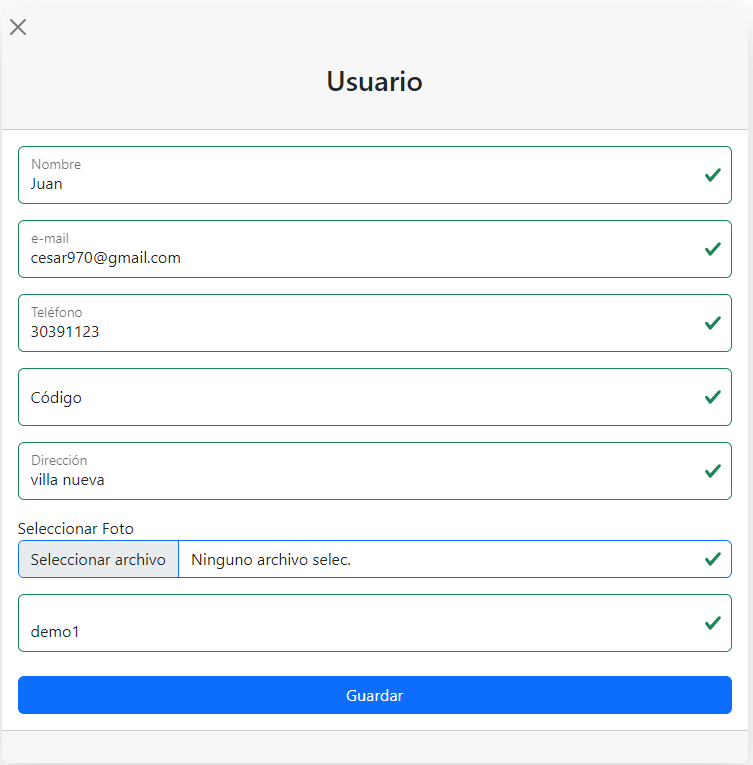 Usuario
Nombre
Juan
e-mail
cesar970@gmail.com
Teléfono
30391123
Código
Dirección
villa nueva
Seleccionar Foto
Seleccionar archivo Ninguno archivo selec.
demo1
Guardar